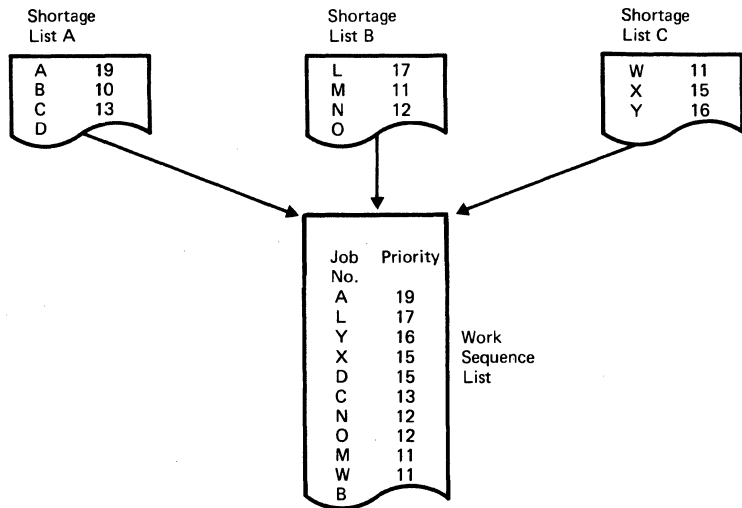 Shortage
List A
A 19
B 10
C 13
D
Shortage
List B
L 17
M 11
N 12
O
Shortage
List C
W 11
X 15
Y 16
Job Priority
No.
A 19
L 17
Y 16
X 15
D 15
C 13
N 12
O 12
M 11
W 11
B
Work
Sequence
List